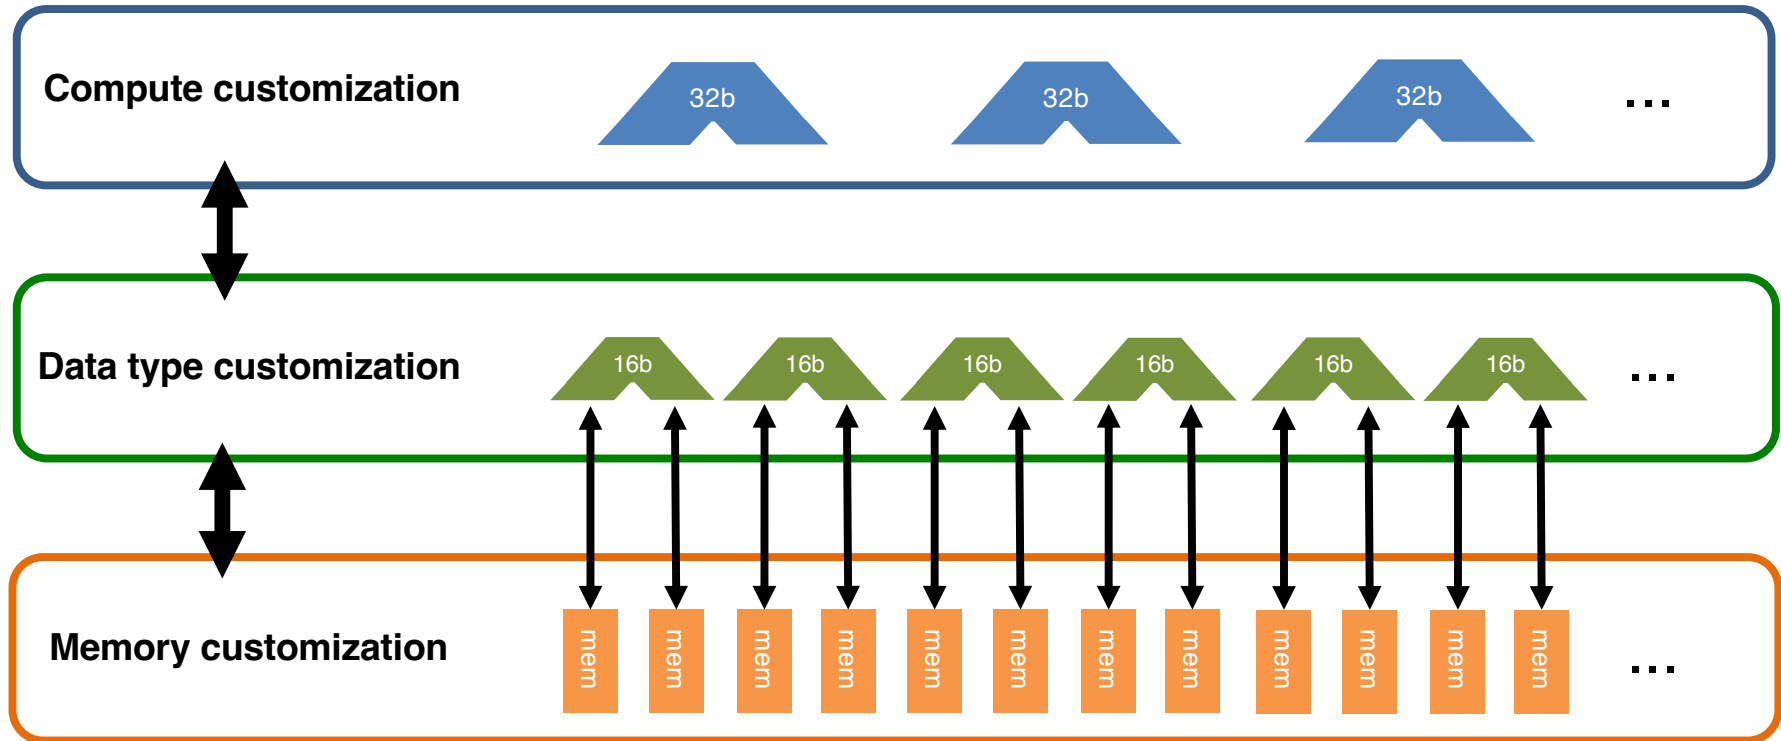 Compute customization
32b 32b 32b ...
Data type customization
16b 16b 16b 16b 16b 16b ...
Memory customization
mem mem mem mem mem mem mem mem mem mem mem mem ...